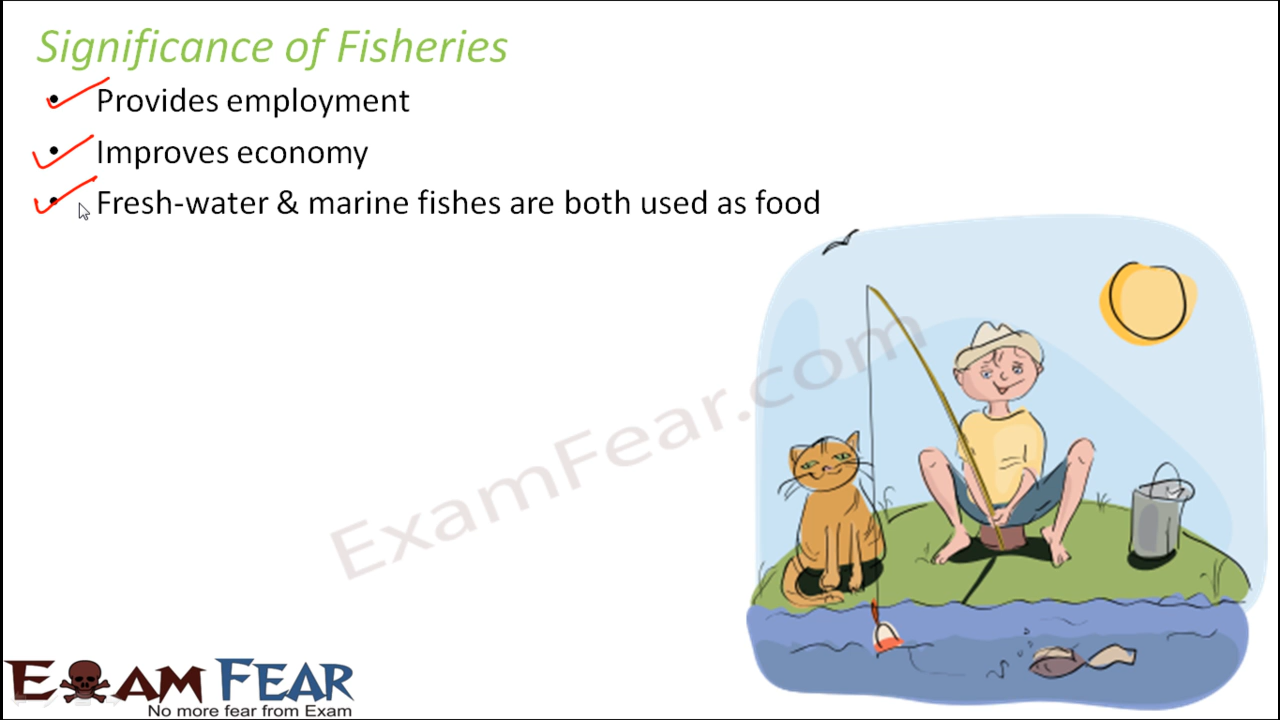 Significance of Fisheries
• Provides employment
• Improves economy
• Fresh-water & marine fishes are both used as food
ExamFear.com
EXAM FEAR
No more fear from Exam